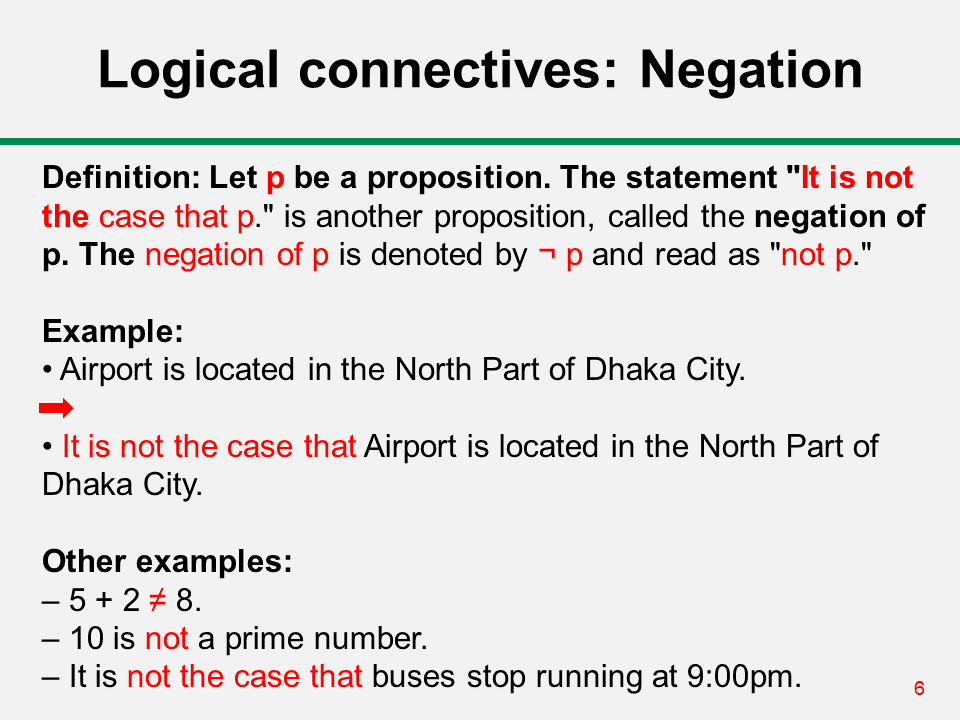 Logical connectives: Negation
Definition: Let p be a proposition. The statement "It is not
the case that p." is another proposition, called the negation of
p. The negation of p is denoted by ¬ p and read as "not p."
Example:
• Airport is located in the North Part of Dhaka City.
• It is not the case that Airport is located in the North Part of
Dhaka City.
Other examples:
– 5 + 2 ≠ 8.
– 10 is not a prime number.
– It is not the case that buses stop running at 9:00pm.
6